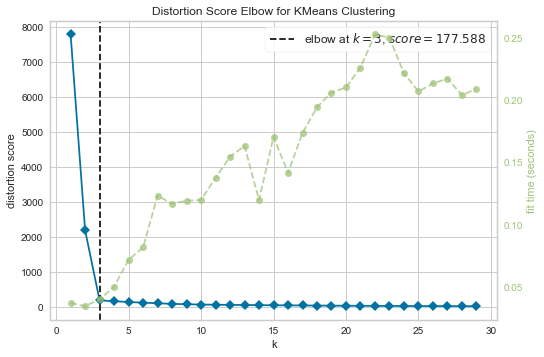 Distortion Score Elbow for KMeans Clustering
elbow at k = 3, score = 177.588
8000
7000
6000
5000
4000
3000
2000
1000
0
distortion score
0.25
0.20
0.15
0.10
0.05
fit time (seconds)
0 5 10 15 20 25 30
k